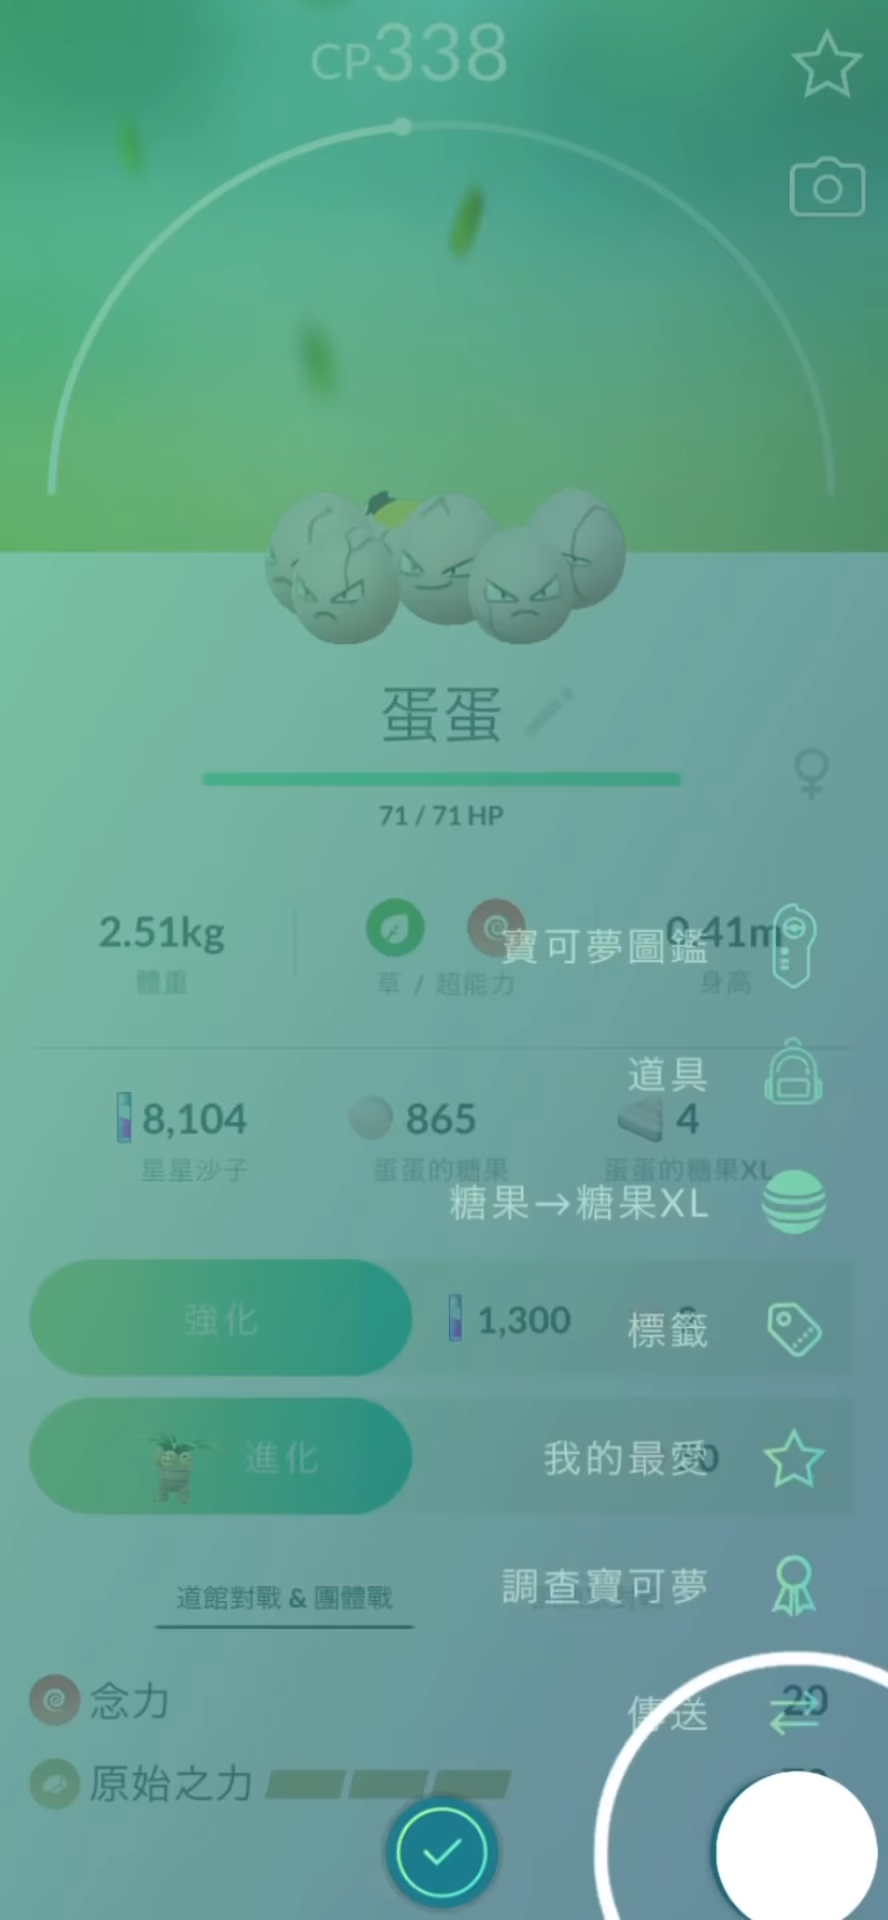 CP338
蛋蛋
71 / 71 HP
2.51kg
0.41m
體重
草 / 超能力
身高
寶可夢圖鑑
道具
8,104
865
4
星星沙子
蛋蛋的糖果
蛋蛋的糖果XL
糖果→糖果XL
強化
1,300
標籤
進化
我的最愛
道館對戰 & 團體戰
調查寶可夢
念力
20
傳送
原始之力